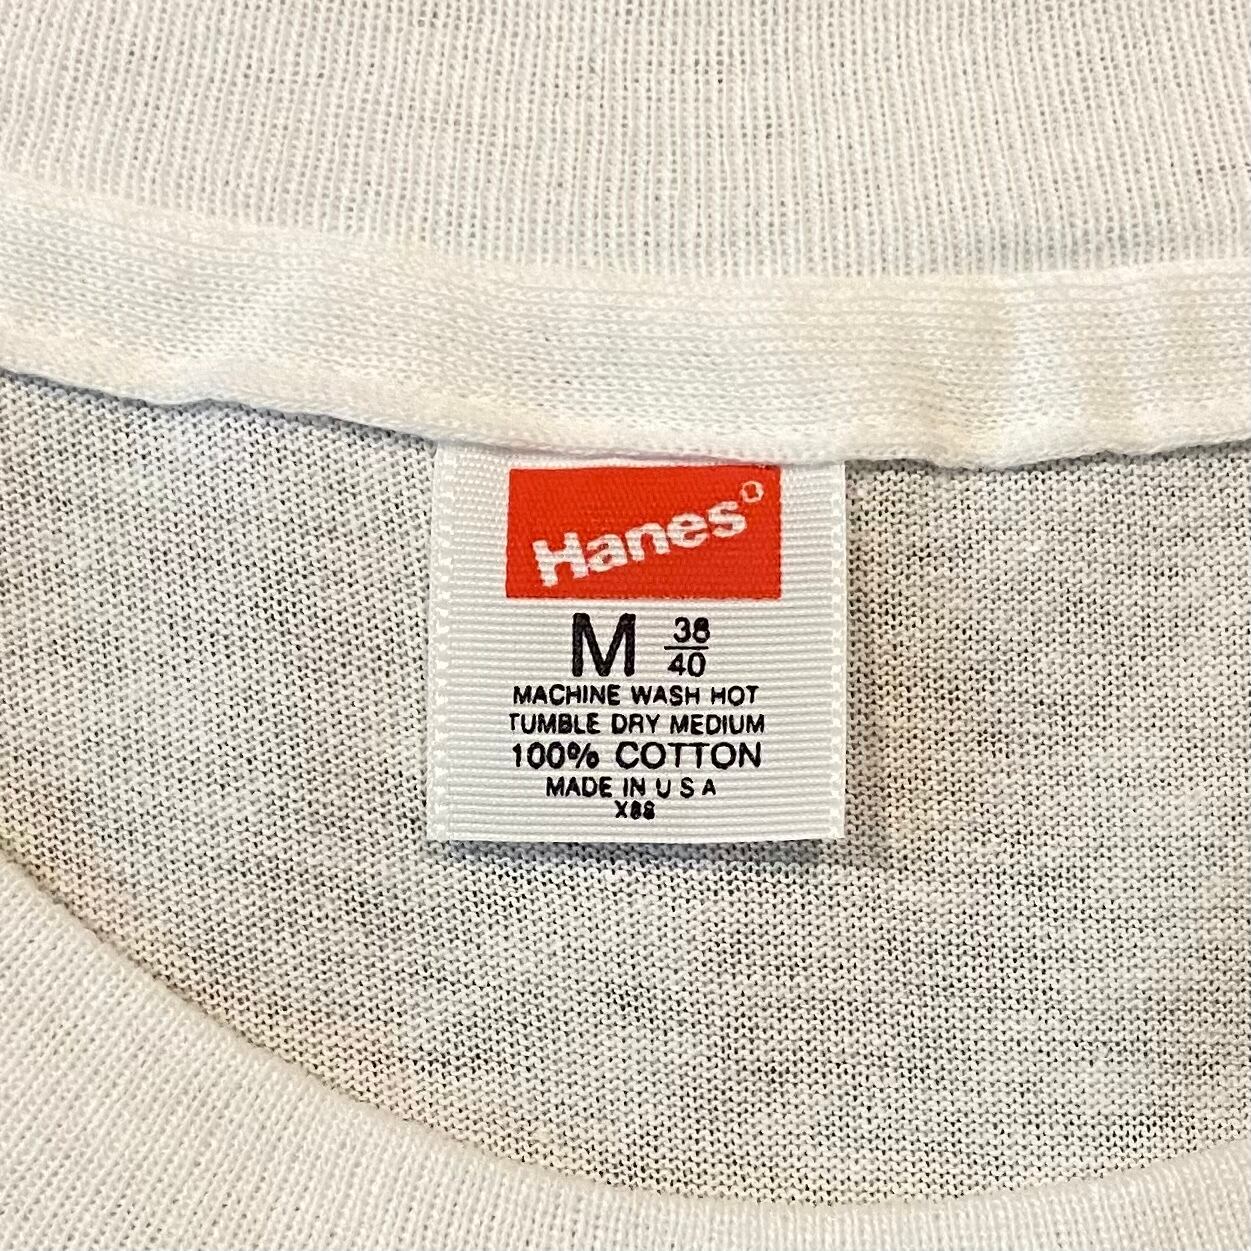 Hanes
M 38/40
MACHINE WASH HOT
TUMBLE DRY MEDIUM
100% COTTON
MADE IN U S A
X88